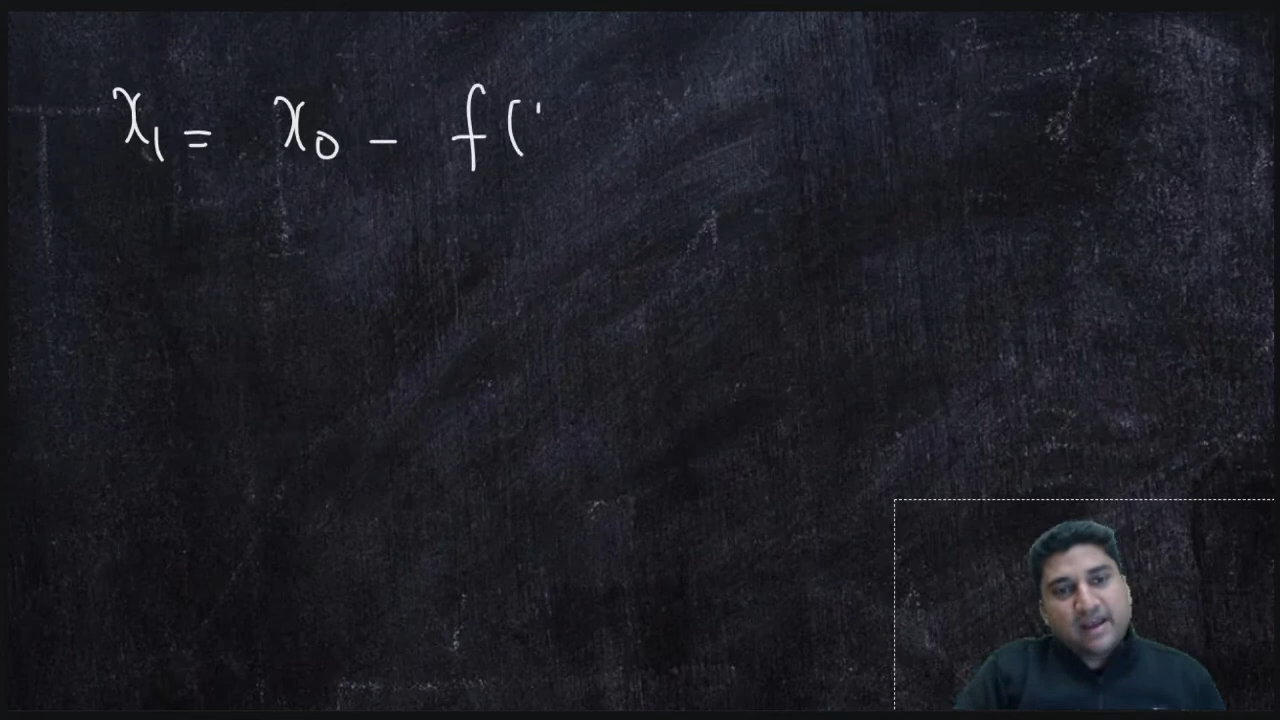 x₁ = x₀ - f(